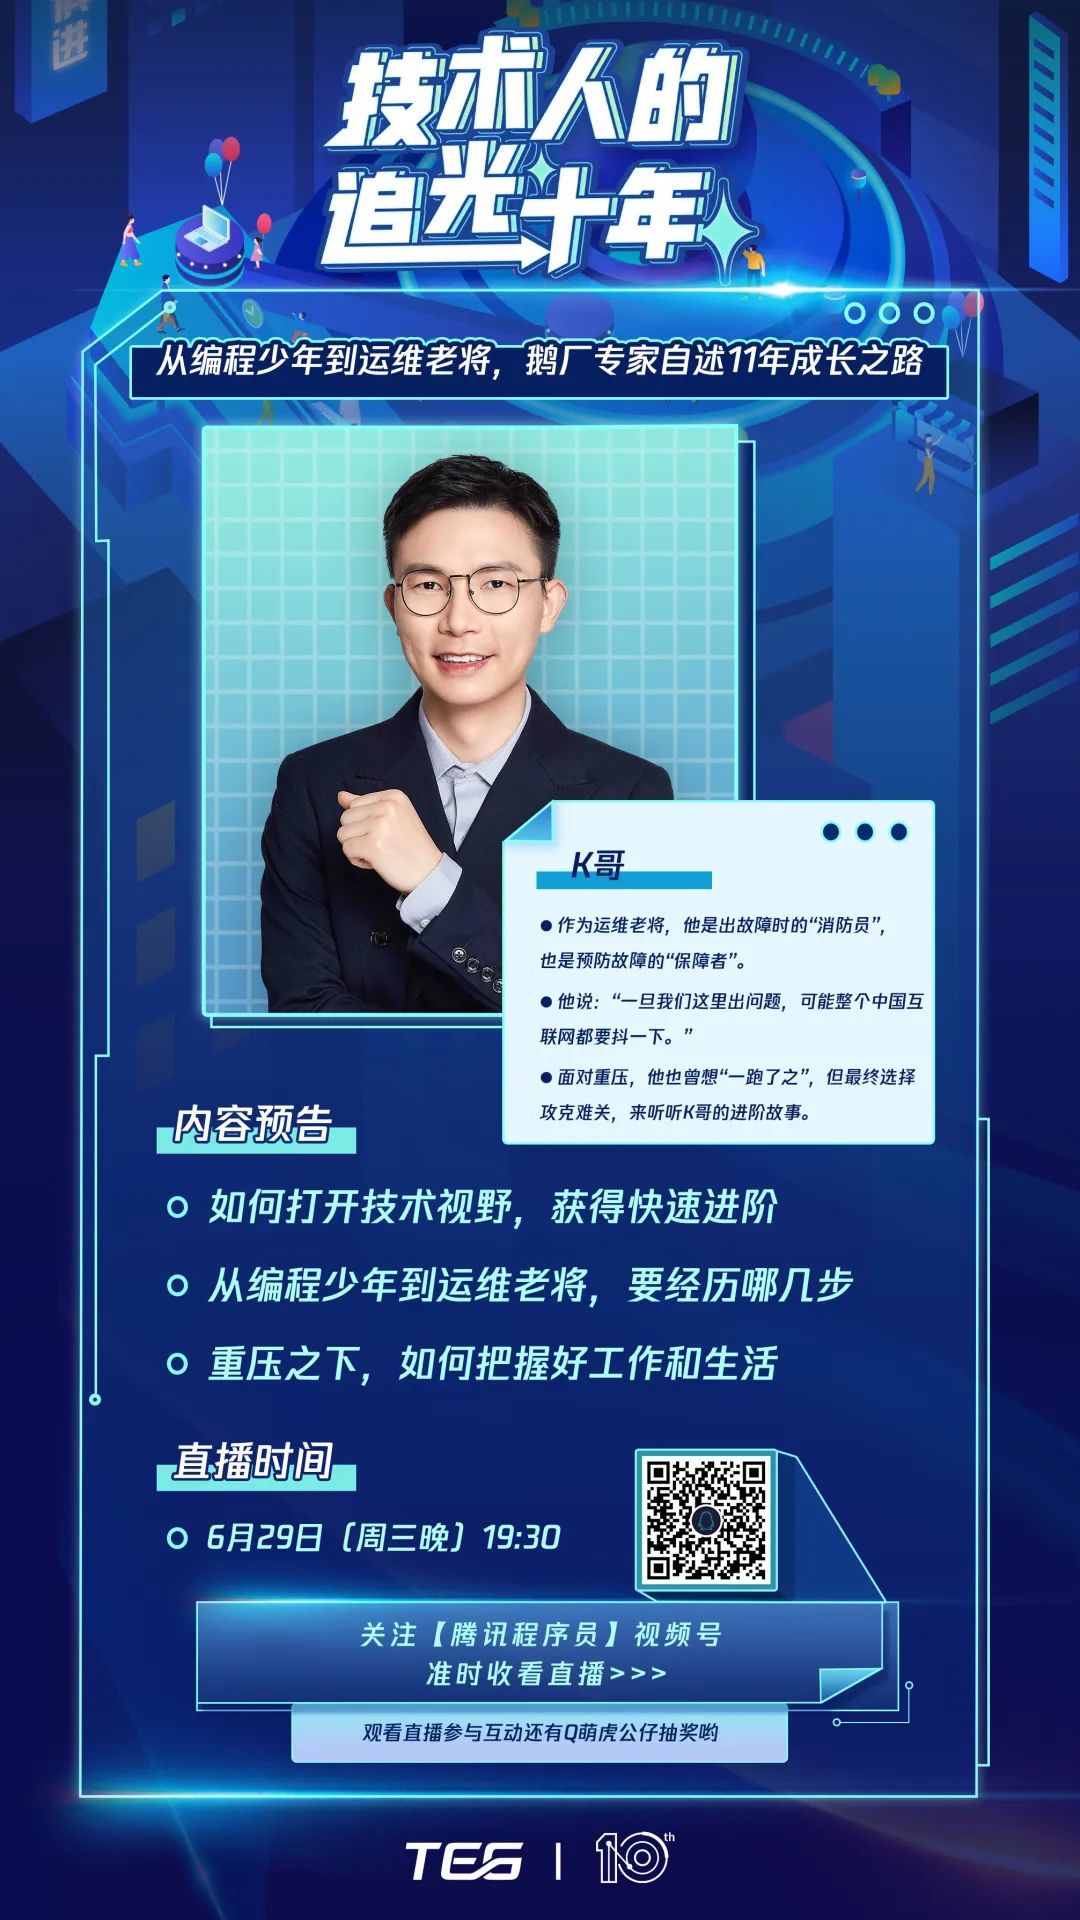 技术人的
追光十年
从编程少年到运维老将，鹅厂专家自述11年成长之路
K哥
● 作为运维老将，他是出故障时的“消防员”，
也是预防故障的“保障者”。
● 他说：“一旦我们这里出问题，可能整个中国互
联网都要抖一下。”
● 面对重压，他也曾想“一跑了之”，但最终选择
攻克难关，来听听K哥的进阶故事。
内容预告
如何打开技术视野，获得快速进阶
从编程少年到运维老将，要经历哪几步
重压之下，如何把握好工作和生活
直播时间
6月29日（周三晚）19:30
关注【腾讯程序员】视频号
准时收看直播>>>
观看直播参与互动还有Q萌虎公仔抽奖哟
TEG | 10th